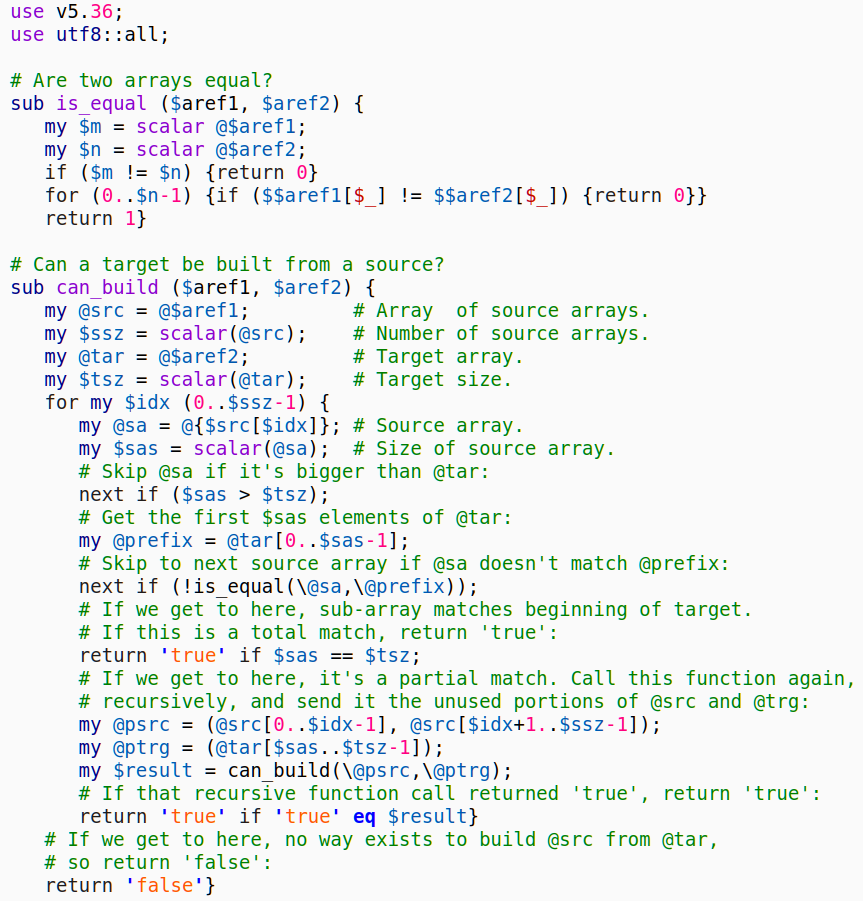 use v5.36;
use utf8::all;

# Are two arrays equal?
sub is_equal ($aref1, $aref2) {
   my $m = scalar @$aref1;
   my $n = scalar @$aref2;
   if ($m != $n) {return 0}
   for (0..$n-1) {if ($$aref1[$_] != $$aref2[$_]) {return 0}}
   return 1}

# Can a target be built from a source?
sub can_build ($aref1, $aref2) {
   my @src = @$aref1;         # Array  of source arrays.
   my $ssz = scalar(@src);    # Number of source arrays.
   my @tar = @$aref2;         # Target array.
   my $tsz = scalar(@tar);    # Target size.
   for my $idx (0..$ssz-1) {
      my @sa = @{$src[$idx]}; # Source array.
      my $sas = scalar(@sa);  # Size of source array.
      # Skip @sa if it's bigger than @tar:
      next if ($sas > $tsz);
      # Get the first $sas elements of @tar:
      my @prefix = @tar[0..$sas-1];
      # Skip to next source array if @sa doesn't match @prefix:
      next if (!is_equal(\@sa,\@prefix));
      # If we get to here, sub-array matches beginning of target.
      # If this is a total match, return 'true':
      return 'true' if $sas == $tsz;
      # If we get to here, it's a partial match. Call this function again,
      # recursively, and send it the unused portions of @src and @trg:
      my @psrc = (@src[0..$idx-1], @src[$idx+1..$ssz-1]);
      my @ptrg = (@tar[$sas..$tsz-1]);
      my $result = can_build(\@psrc,\@ptrg);
      # If that recursive function call returned 'true', return 'true':
      return 'true' if 'true' eq $result}
   # If we get to here, no way exists to build @src from @tar,
   # so return 'false':
   return 'false'}